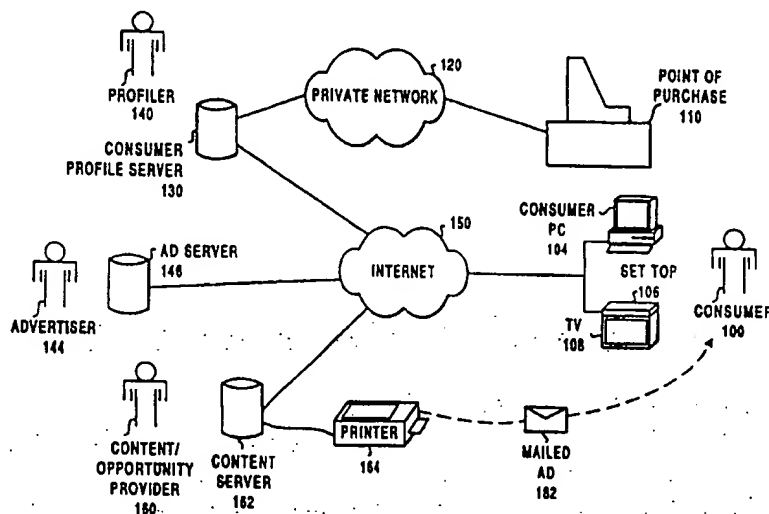 PROFILER
140
CONSUMER
PROFILE SERVER
130
120
PRIVATE NETWORK
POINT OF
PURCHASE
110
150
INTERNET
CONSUMER
PC
104
SET TOP
106
TV
108
CONSUMER
100
AD SERVER
146
ADVERTISER
144
CONTENT/
OPPORTUNITY
PROVIDER
160
CONTENT
SERVER
162
PRINTER
164
MAILED
AD
182